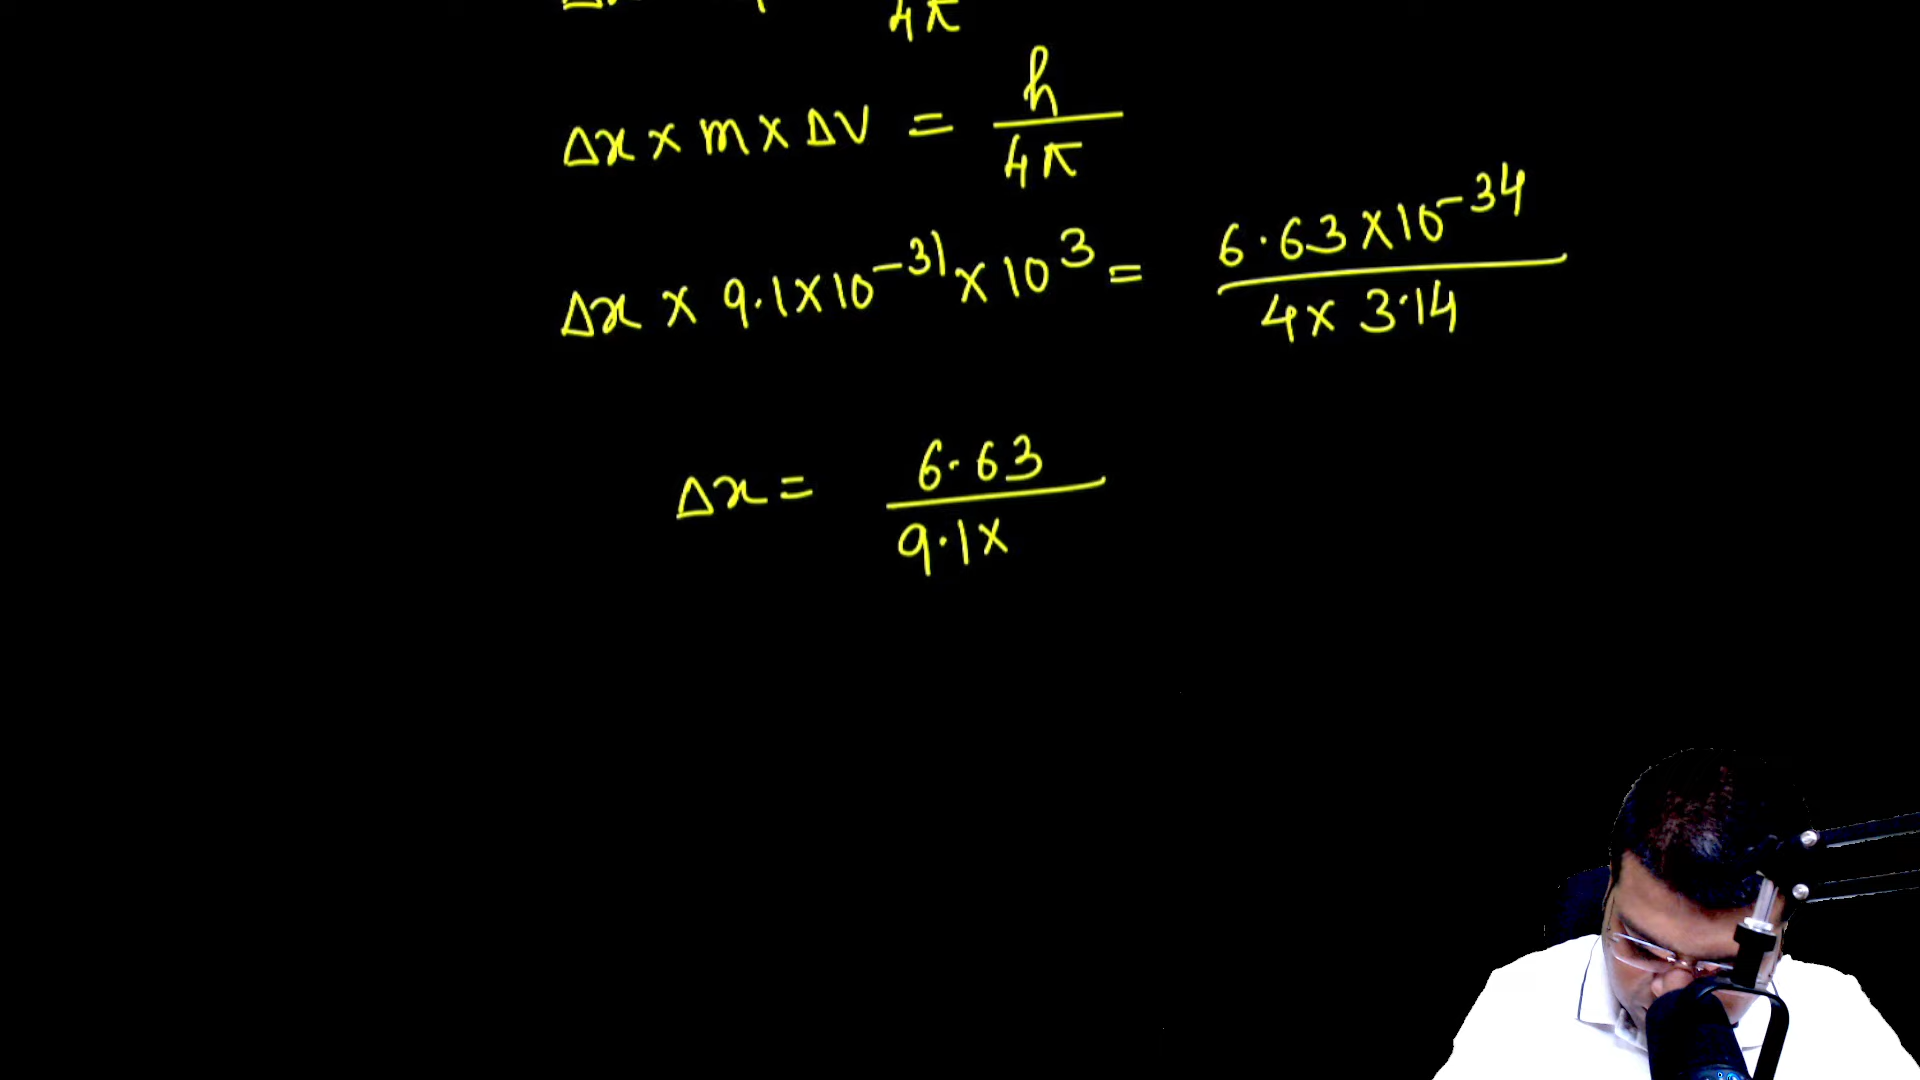 4π
Δx × m × ΔV = h/4π
Δx × 9.1×10⁻³¹ × 10³ = 6.63×10⁻³⁴/4× 3.14
Δx = 6.63/9.1×